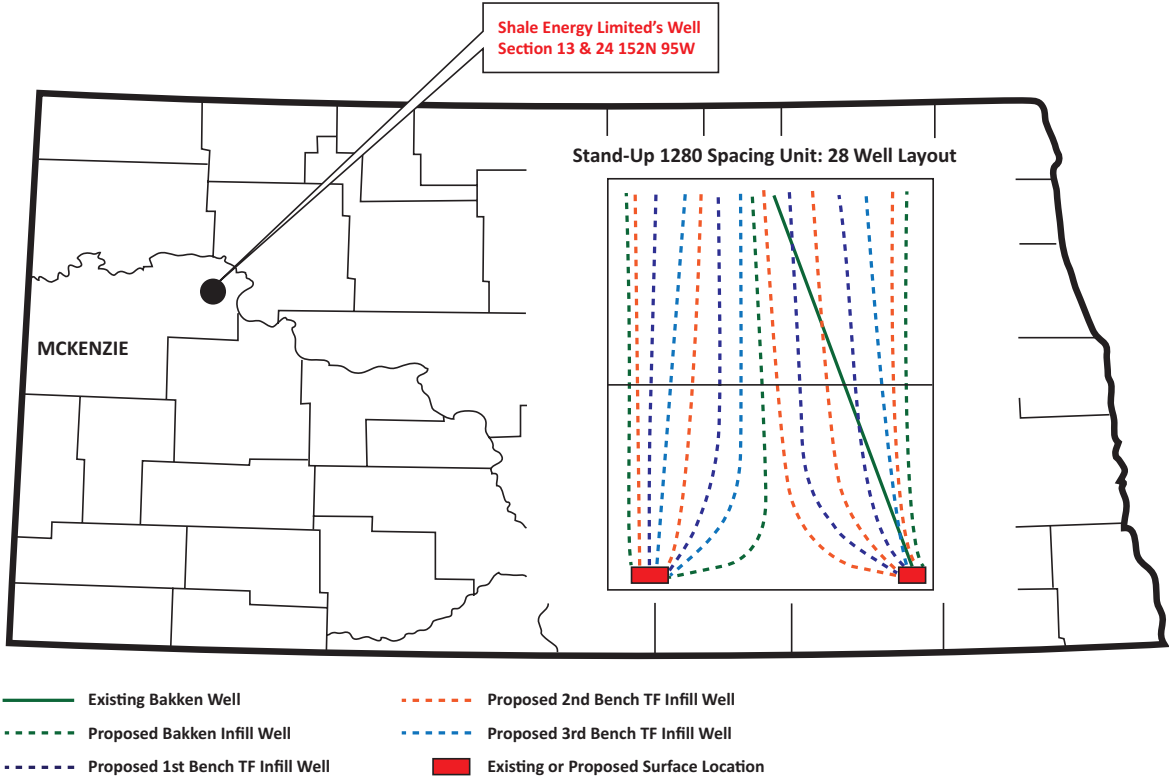 Shale Energy Limited's Well
Section 13 & 24 152N 95W
Stand-Up 1280 Spacing Unit: 28 Well Layout
MCKENZIE
Existing Bakken Well
Proposed Bakken Infill Well
Proposed 1st Bench TF Infill Well
Proposed 2nd Bench TF Infill Well
Proposed 3rd Bench TF Infill Well
Existing or Proposed Surface Location